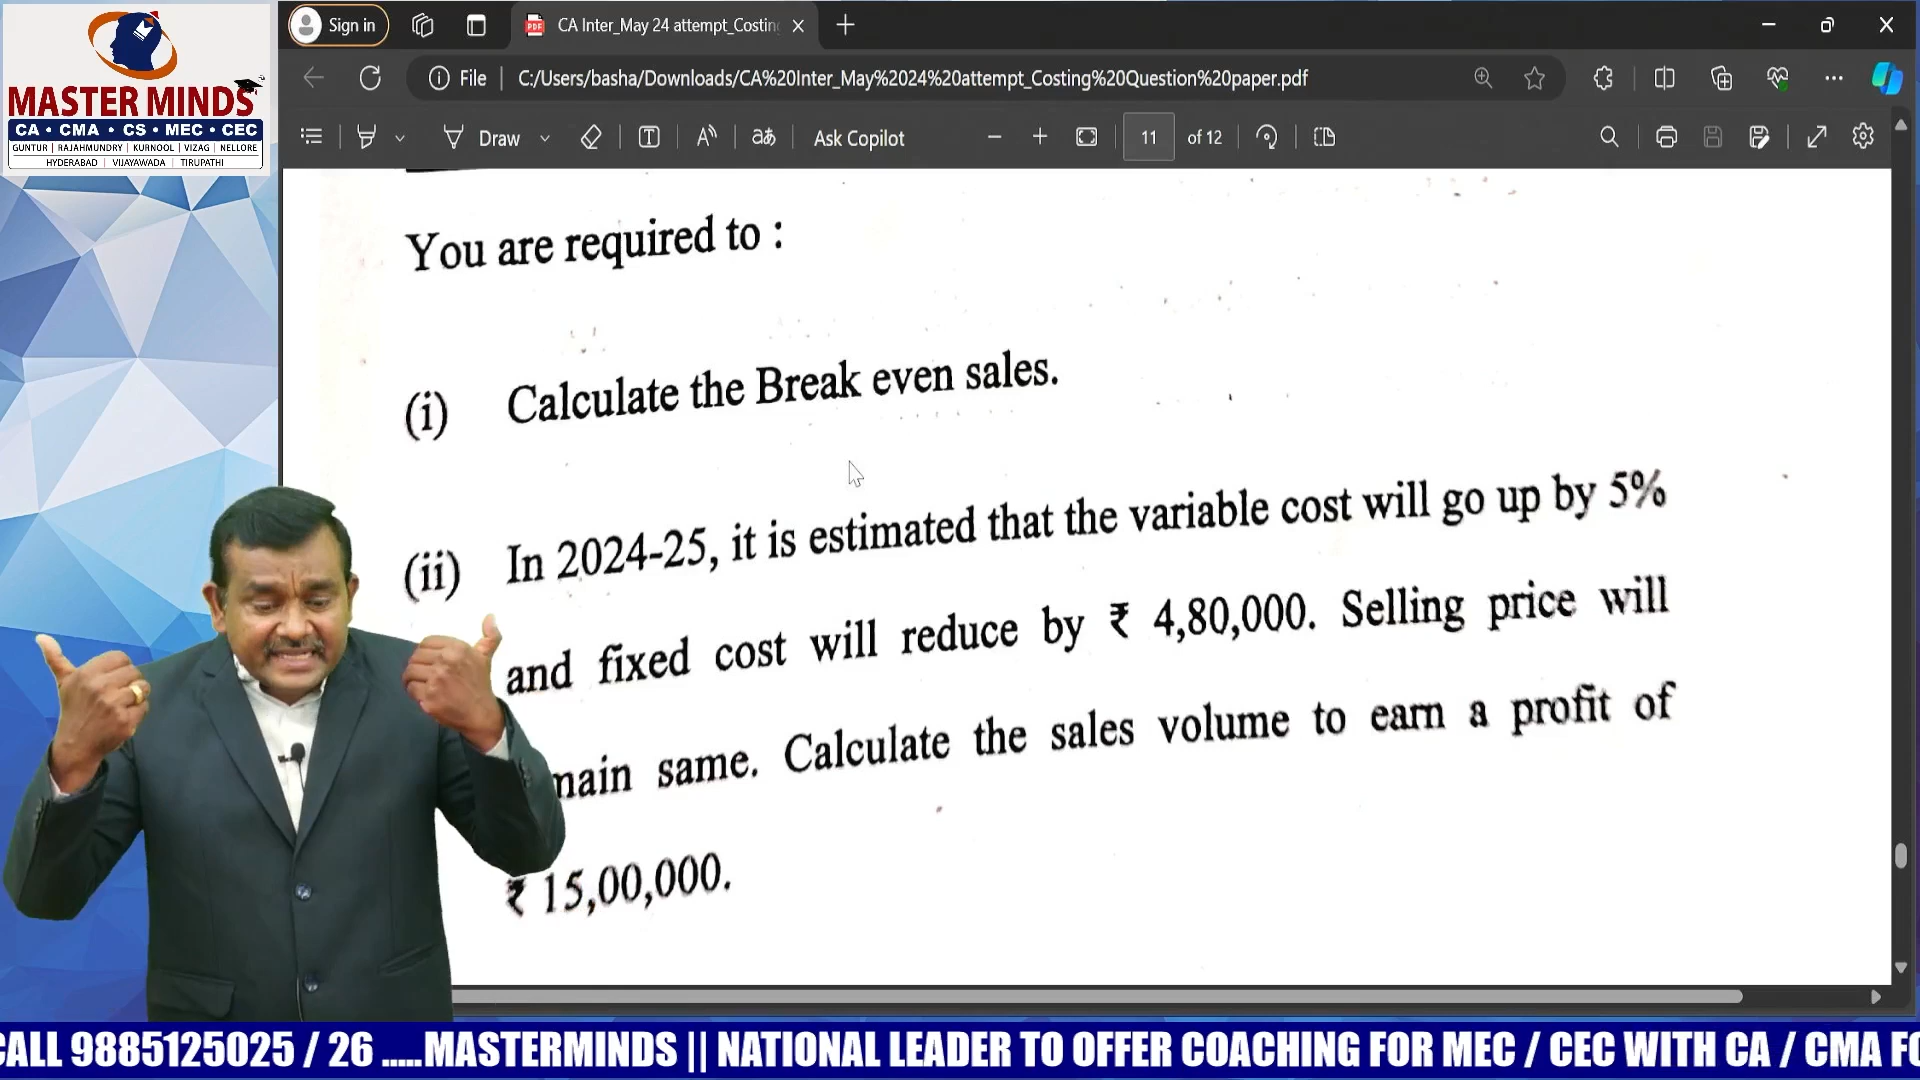 MASTER MINDS
CA • CMA • CS • MEC • CEC
GUNTUR | RAJAHMUNDRY | KURNOOL | VIZAG | NELLORE
HYDERABAD | VIJAYAWADA | TIRUPATHI
Sign in
PDF
CA Inter_May 24 attempt_Costin
File
C:/Users/basha/Downloads/CA%20Inter_May%2024%20attempt_Costing%20Question%20paper.pdf
Draw
Ask Copilot
11 of 12
You are required to :
(i) Calculate the Break even sales.
(ii) In 2024-25, it is estimated that the variable cost will go up by 5%
and fixed cost will reduce by ₹ 4,80,000. Selling price will
main same. Calculate the sales volume to earn a profit of
₹ 15,00,000.
CALL 9885125025 / 26 .....MASTERMINDS || NATIONAL LEADER TO OFFER COACHING FOR MEC / CEC WITH CA / CMA FO